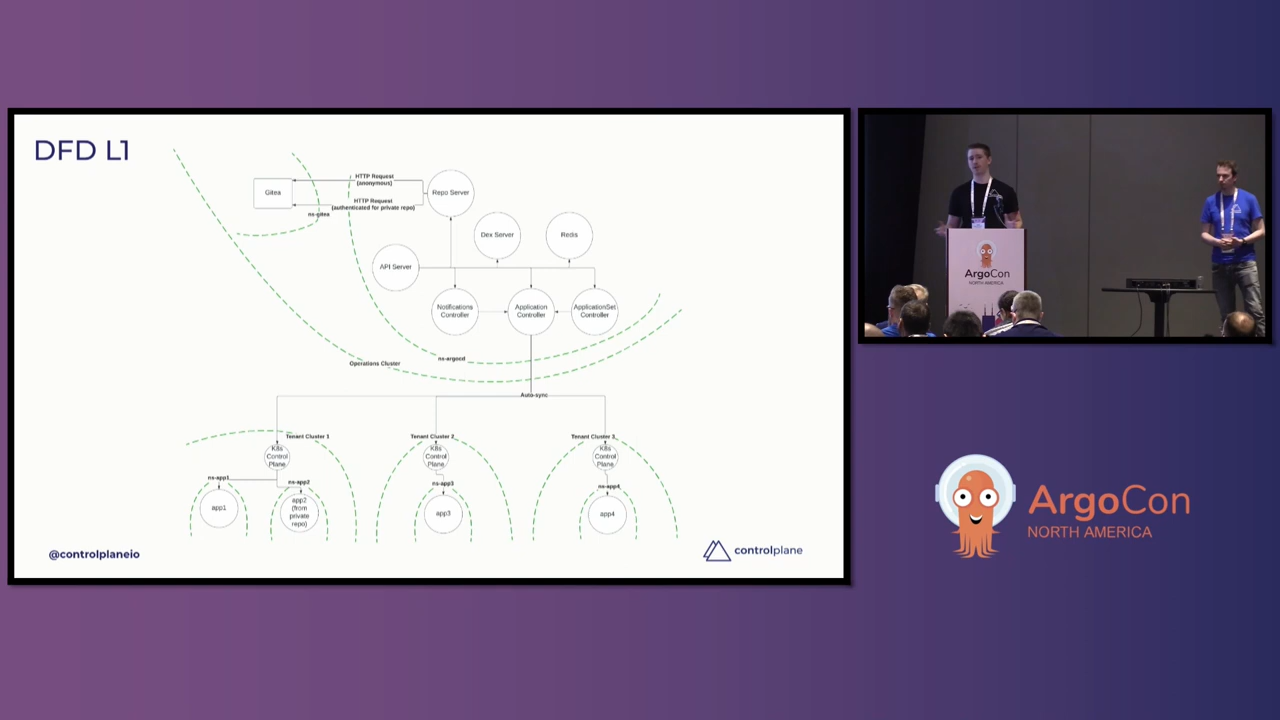 DFD L1
HTTP Request
(anonymous)
Gitea
Repo Server
HTTP Request
(authenticated for private repo)
ns-gitea
Dex Server
Redis
API Server
Notifications
Controller
Application
Controller
ApplicationSet
Controller
ns-argocd
Operations Cluster
Auto-sync
Tenant Cluster 1
Tenant Cluster 2
Tenant Cluster 3
K8s
Control
Plane
K8s
Control
Plane
K8s
Control
Plane
ns-app1
ns-app2
ns-app3
ns-app4
app1
app2
(from
private
repo)
app3
app4
@controlplaneio
controlplane
ArgoCon
NORTH AMERICA
ArgoCon
NORTH AMERICA